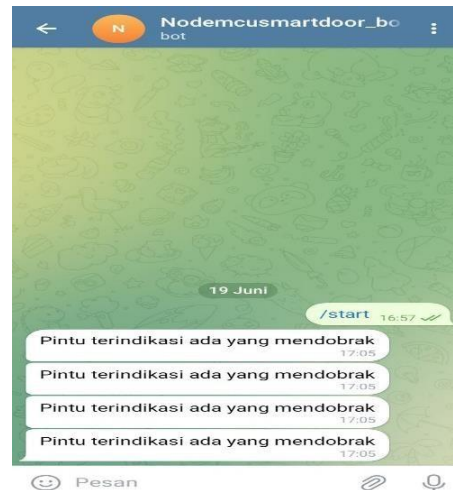 N
Nodemcusmartdoor_bo
bot
19 Juni
/start 16:57
Pintu terindikasi ada yang mendobrak
17:05
Pintu terindikasi ada yang mendobrak
17:05
Pintu terindikasi ada yang mendobrak
17:05
Pintu terindikasi ada yang mendobrak
17:05
Pesan